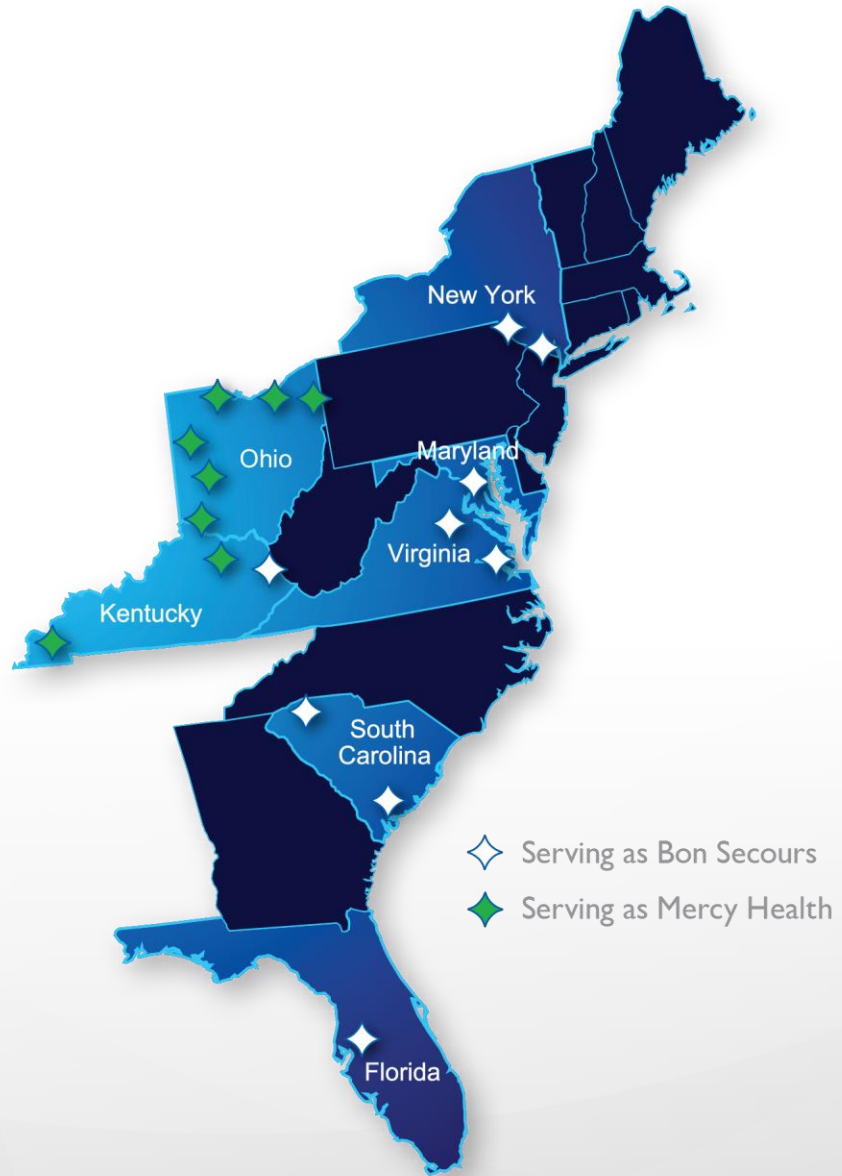 New York
Ohio
Maryland
Virginia
Kentucky
South
Carolina
Serving as Bon Secours
Serving as Mercy Health
Florida